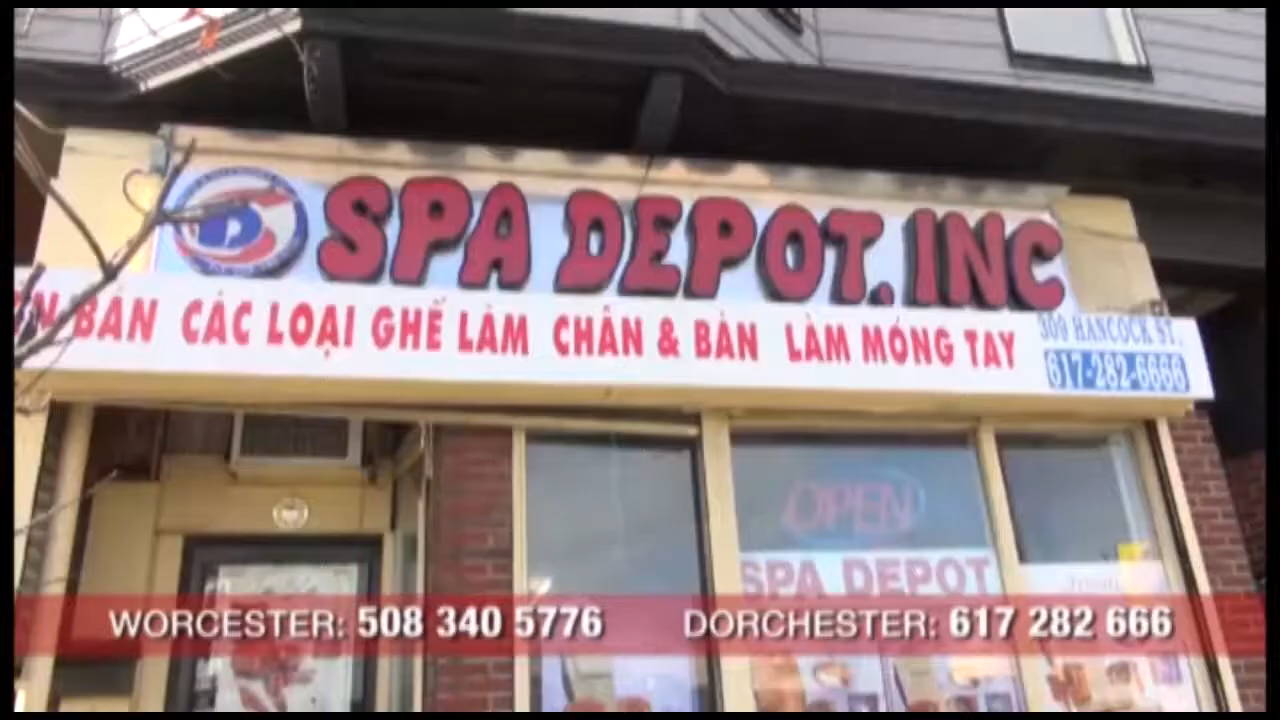 SPA DEPOT.INC
BÁN CÁC LOẠI GHẾ LÀM CHÂN & BÀN LÀM MÓNG TAY
309 HANCOCK ST.
617-282-6666
OPEN
SPA DEPOT
WORCESTER: 508 340 5776
DORCHESTER: 617 282 666